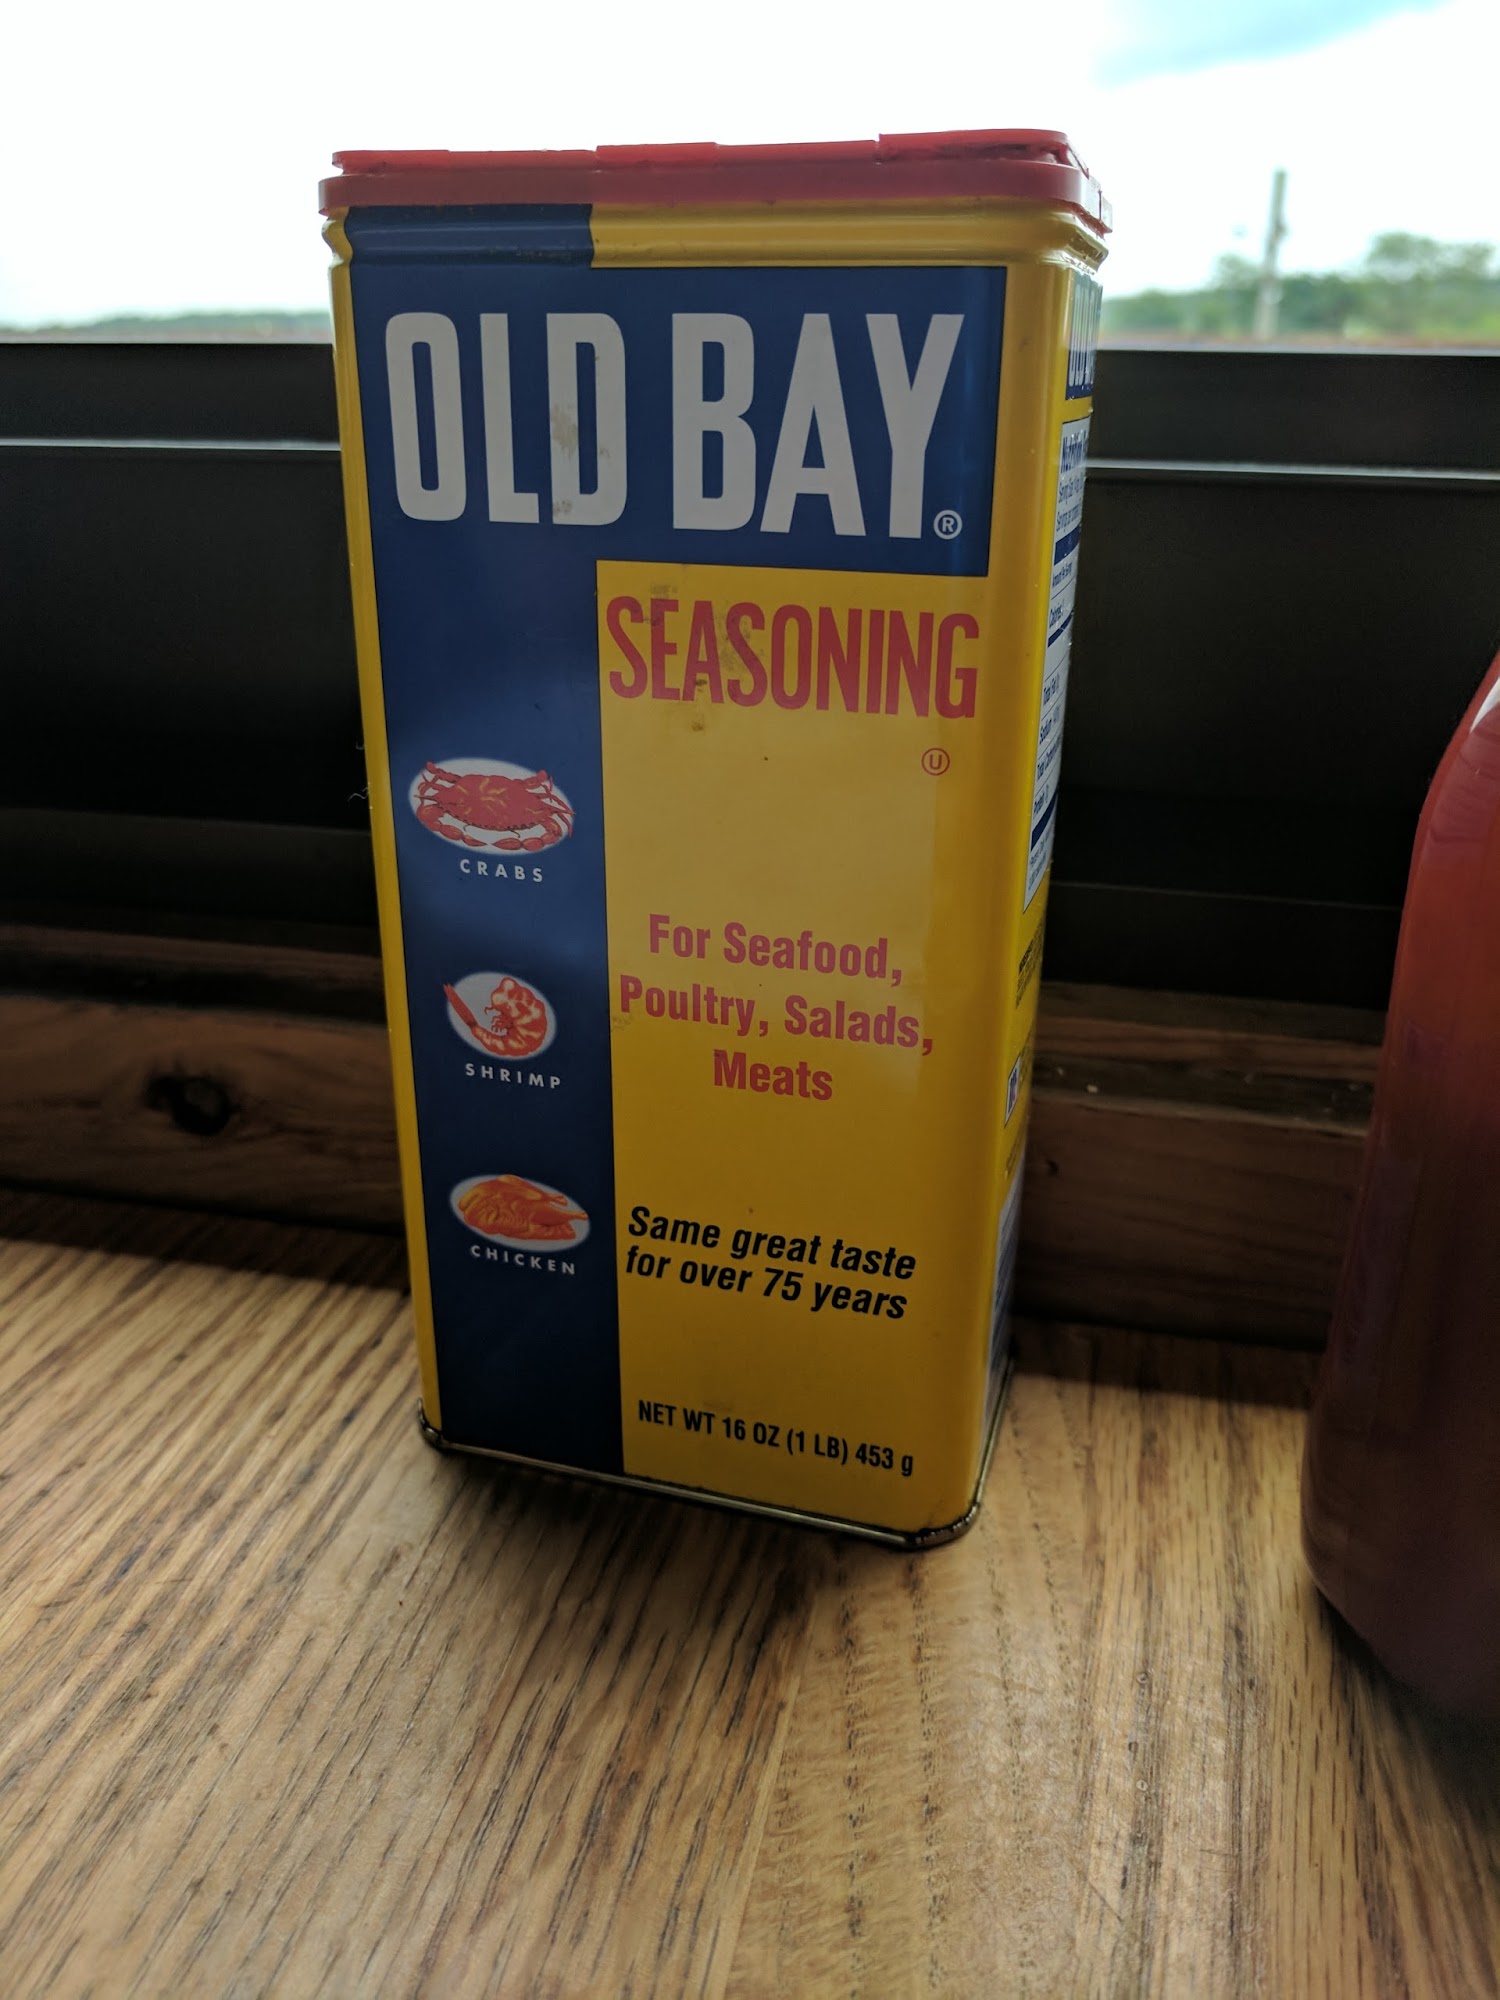 OLD BAY®
SEASONING
U
CRABS
For Seafood,
Poultry, Salads,
Meats
SHRIMP
CHICKEN
Same great taste
for over 75 years
NET WT 16 OZ (1 LB) 453 g